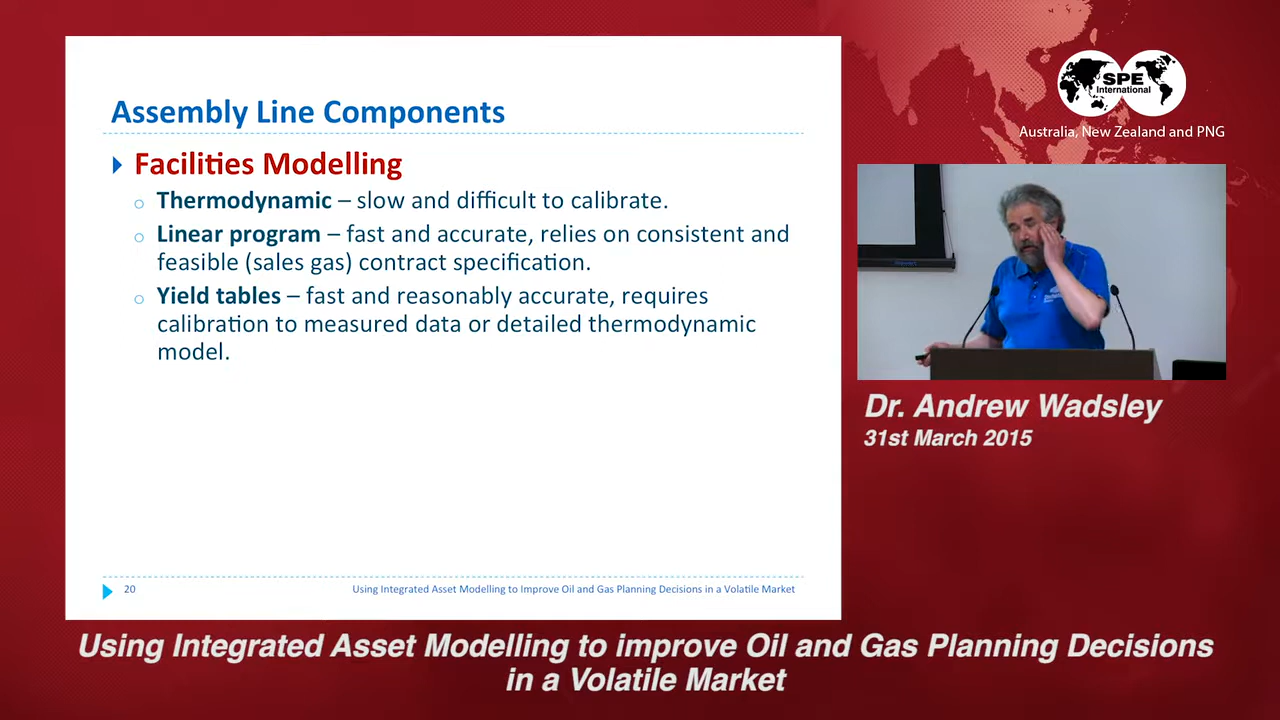 Assembly Line Components
Facilities Modelling
Thermodynamic – slow and difficult to calibrate.
Linear program – fast and accurate, relies on consistent and
feasible (sales gas) contract specification.
Yield tables – fast and reasonably accurate, requires
calibration to measured data or detailed thermodynamic
model.
20
Using Integrated Asset Modelling to Improve Oil and Gas Planning Decisions in a Volatile Market
SPE
International
Australia, New Zealand and PNG
Dr. Andrew Wadsley
31st March 2015
Using Integrated Asset Modelling to improve Oil and Gas Planning Decisions
in a Volatile Market